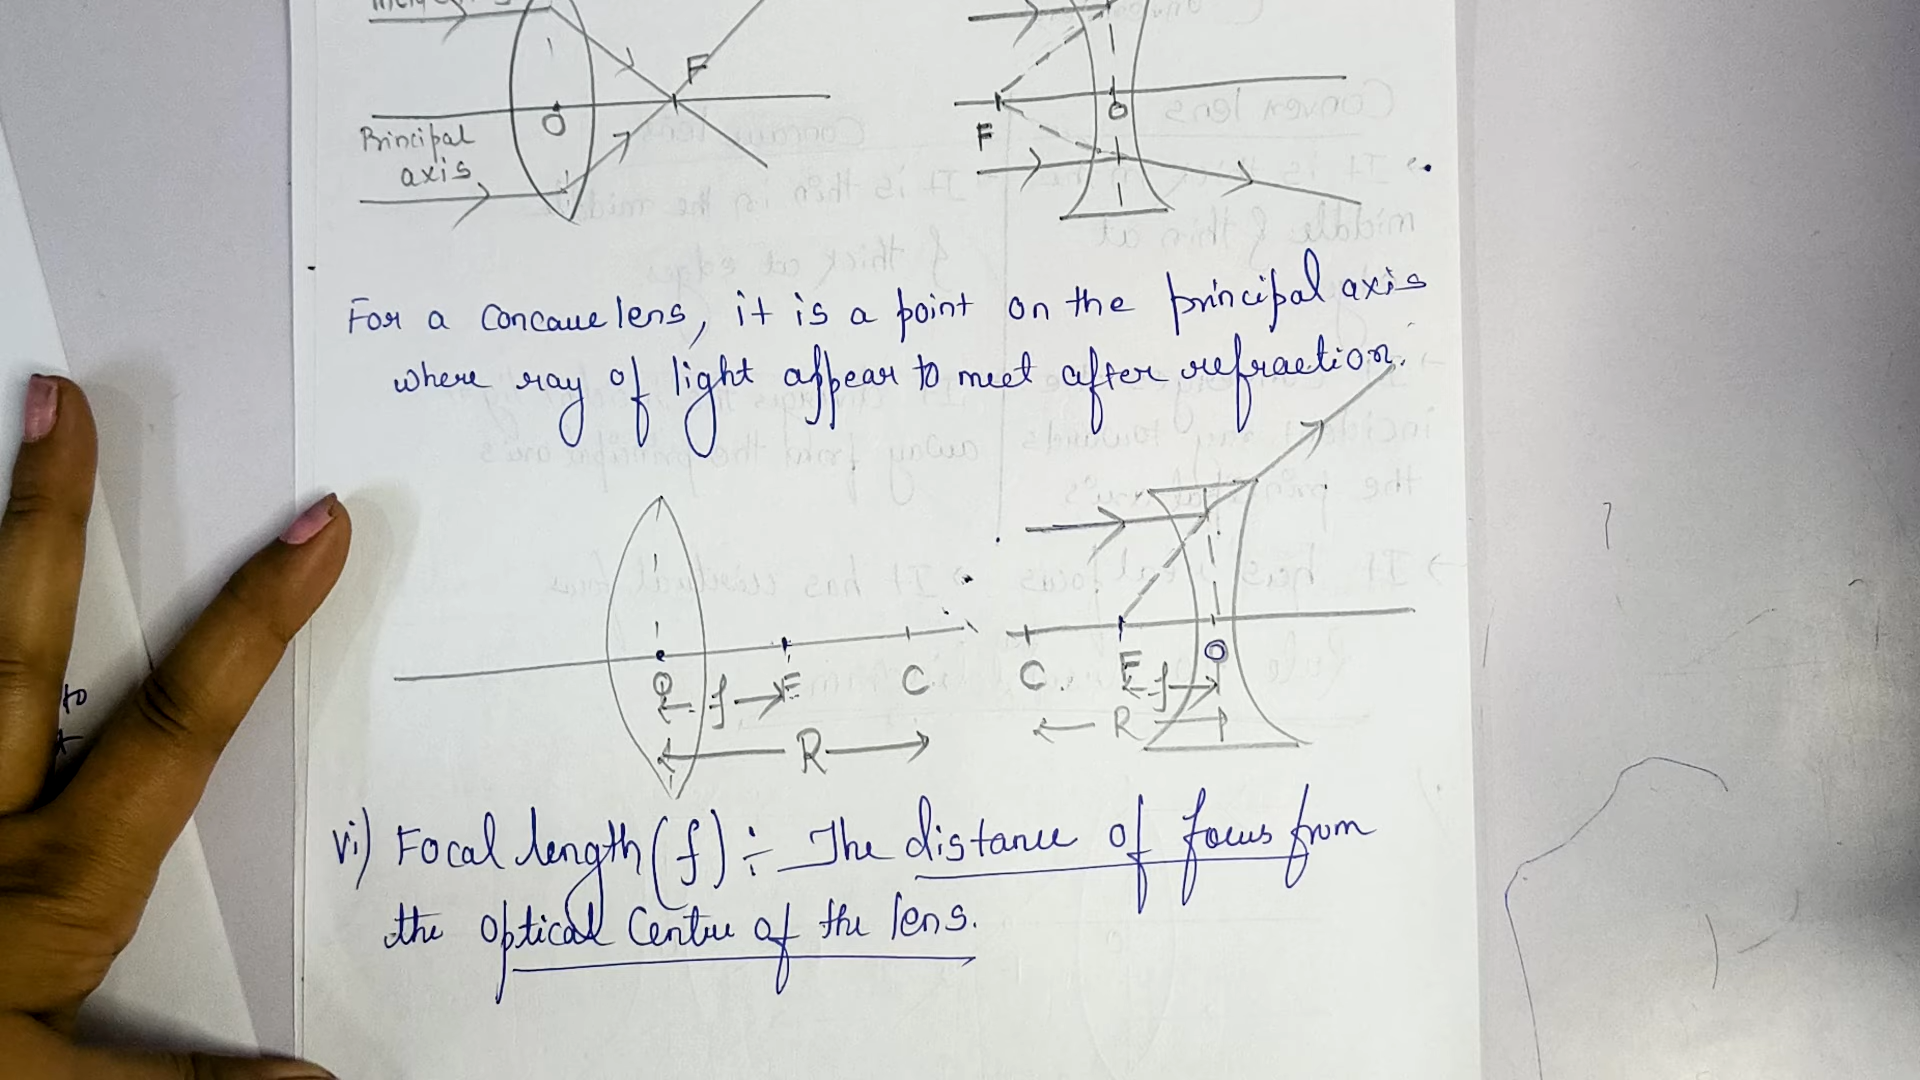 F
O
Principal
axis
F
O
For a concave lens, it is a point on the principal axis
where ray of light appear to meet after refraction.
O F C
f
R
C F O
f
R
vi) Focal length (f) :- The distance of focus from
the optical centre of the lens.
to